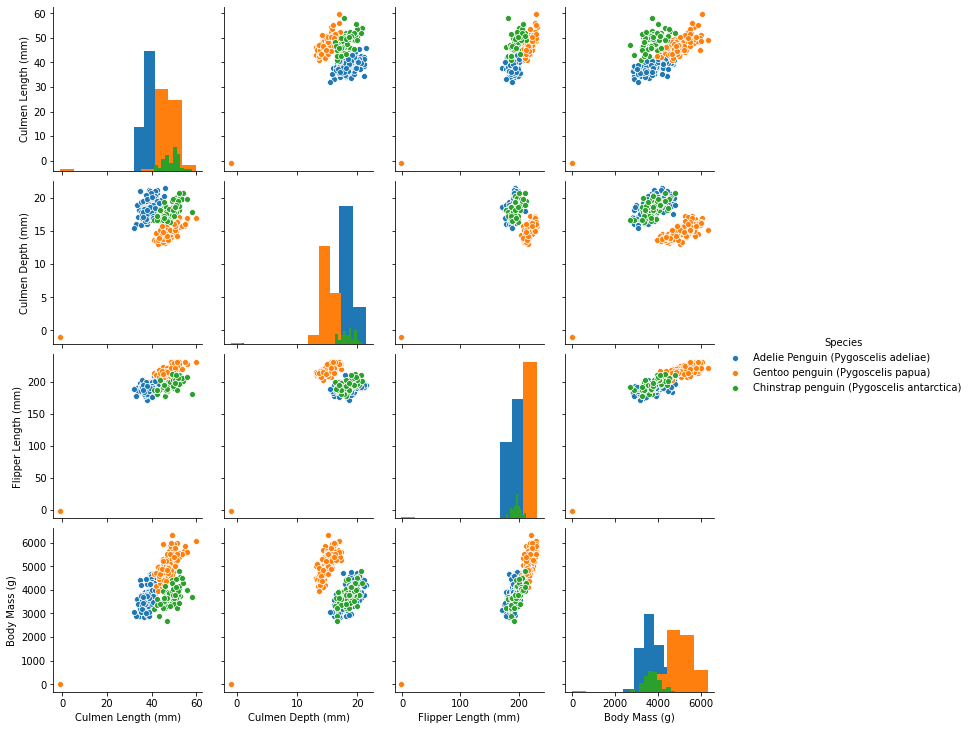 60
50
40
30
20
10
0
Culmen Length (mm)
20
15
10
5
0
Culmen Depth (mm)
Species
Adelie Penguin (Pygoscelis adeliae)
Gentoo penguin (Pygoscelis papua)
Chinstrap penguin (Pygoscelis antarctica)
200
150
100
50
0
Flipper Length (mm)
6000
5000
4000
3000
2000
1000
0
Body Mass (g)
0 20 40 60
0 10 20
0 100 200
0 2000 4000 6000
Culmen Length (mm)
Culmen Depth (mm)
Flipper Length (mm)
Body Mass (g)